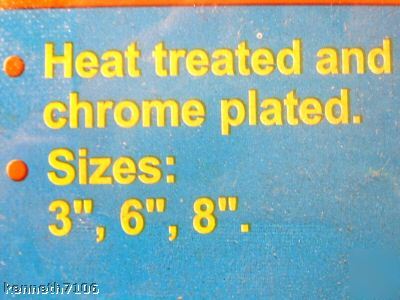 • Heat treated and
chrome plated.
• Sizes:
3", 6", 8".
kenneth7106